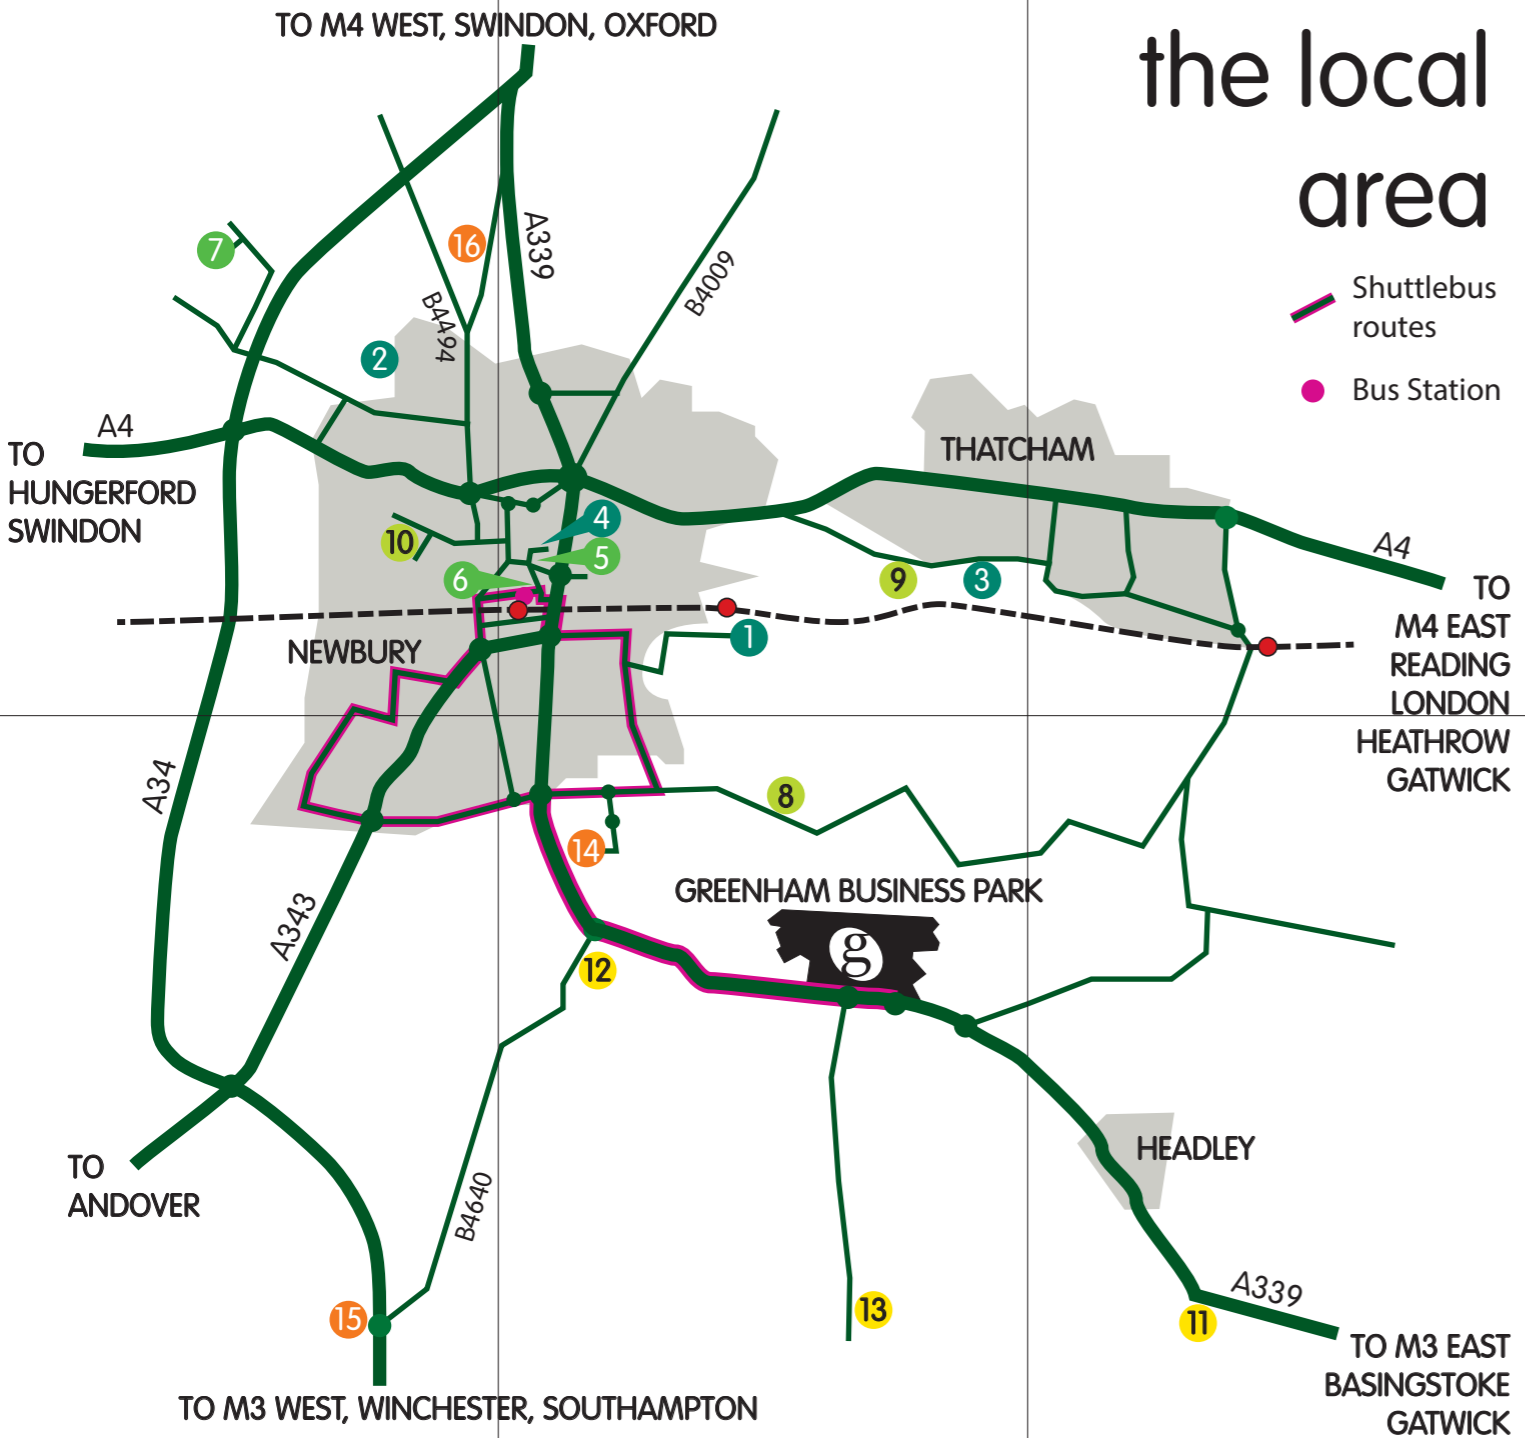 TO M4 WEST, SWINDON, OXFORD
the local
area
Shuttlebus
routes
Bus Station
7
16
A339
B4009
B4494
2
A4
TO
HUNGERFORD
SWINDON
THATCHAM
10
4
5
6
9
3
A4
TO
M4 EAST
READING
LONDON
HEATHROW
GATWICK
1
NEWBURY
A34
8
14
GREENHAM BUSINESS PARK
g
A343
12
HEADLEY
TO
ANDOVER
B4640
15
13
A339
11
TO M3 EAST
BASINGSTOKE
GATWICK
TO M3 WEST, WINCHESTER, SOUTHAMPTON